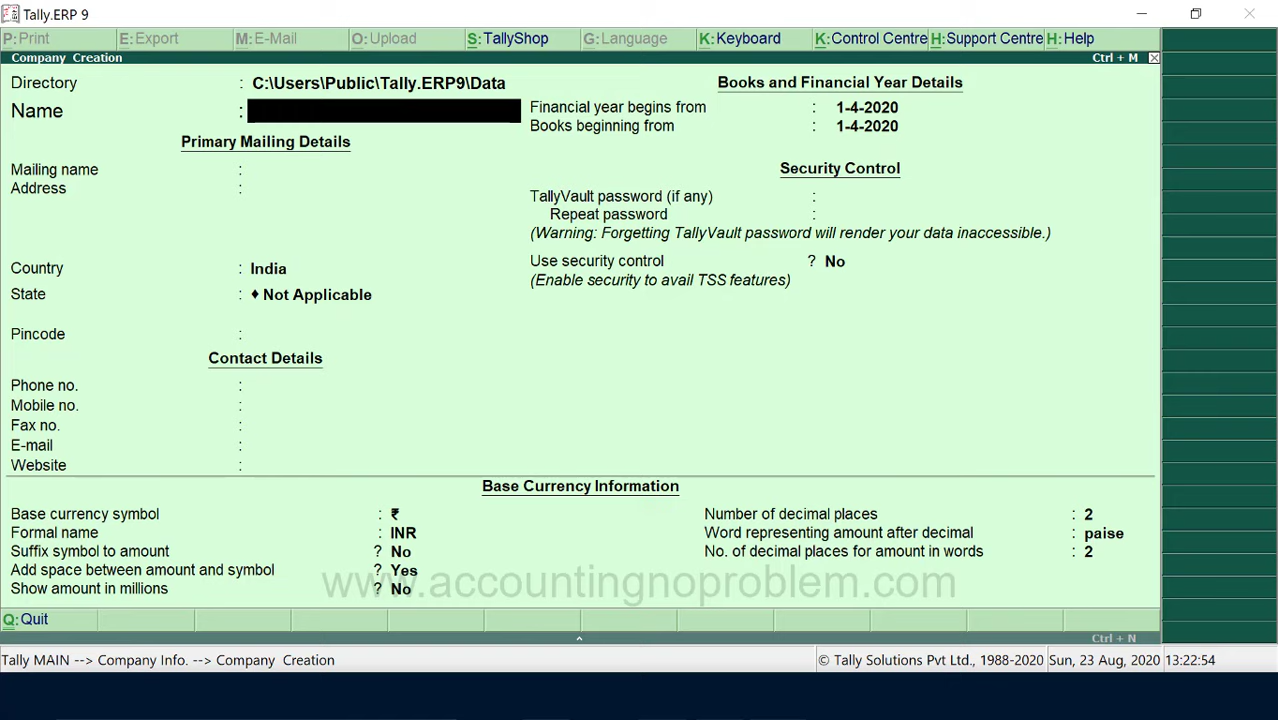 Tally.ERP 9
P:Print E:Export M:E-Mail O:Upload S:TallyShop G:Language K:Keyboard K:Control Centre H:Support Centre H:Help
Company Creation Ctrl + M
Directory : C:\Users\Public\Tally.ERP9\Data
Name :
Primary Mailing Details
Mailing name :
Address :
Country : India
State : ♦ Not Applicable
Pincode :
Contact Details
Phone no. :
Mobile no. :
Fax no. :
E-mail :
Website :
Books and Financial Year Details
Financial year begins from : 1-4-2020
Books beginning from : 1-4-2020
Security Control
TallyVault password (if any) :
Repeat password :
(Warning: Forgetting TallyVault password will render your data inaccessible.)
Use security control ? No
(Enable security to avail TSS features)
Base Currency Information
Base currency symbol : ₹
Formal name : INR
Suffix symbol to amount ? No
Add space between amount and symbol ? Yes
Show amount in millions ? No
Number of decimal places : 2
Word representing amount after decimal : paise
No. of decimal places for amount in words : 2
www.accountingnoproblem.com
Q:Quit
Ctrl + N
Tally MAIN --> Company Info. --> Company Creation © Tally Solutions Pvt Ltd., 1988-2020 Sun, 23 Aug, 2020 13:22:54